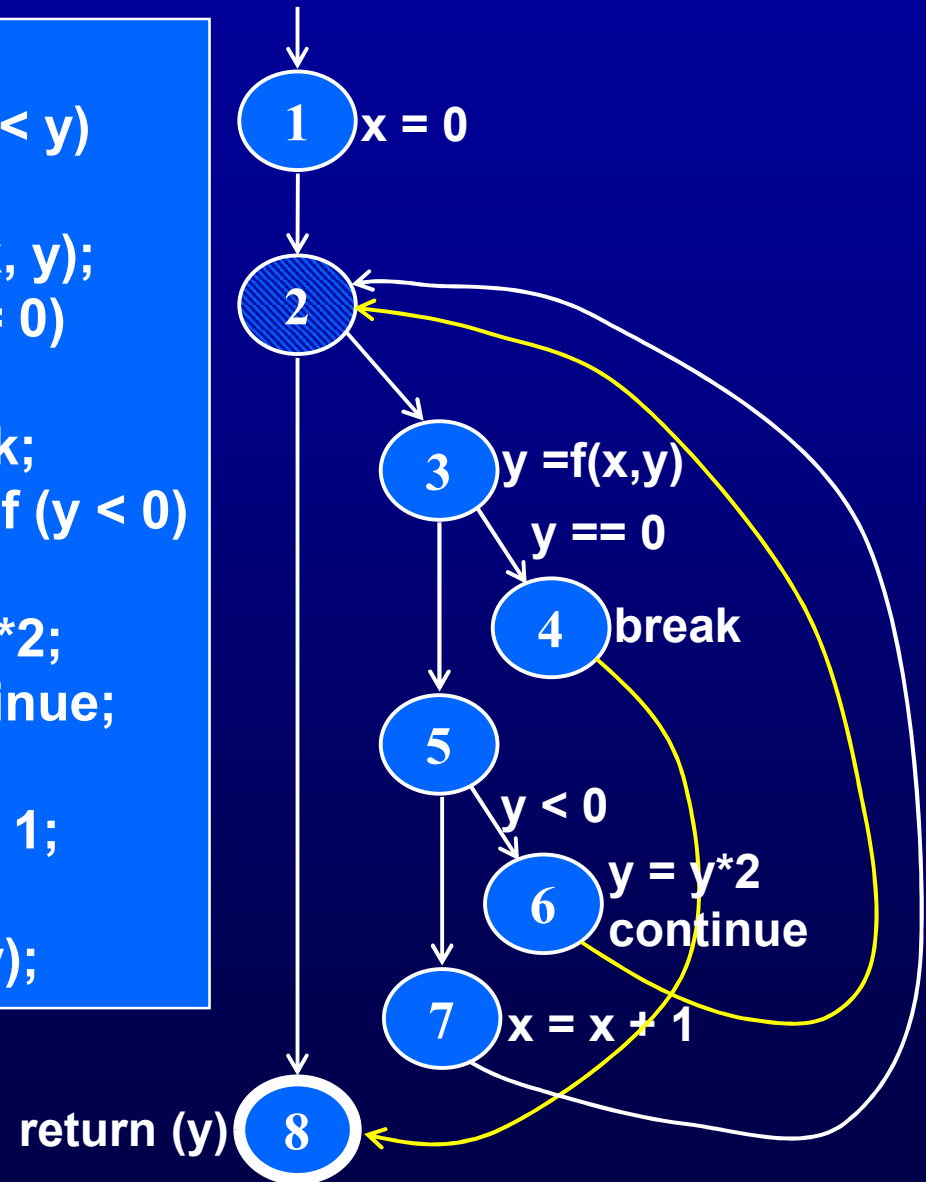 < y)
, y);
0)
k;
f (y < 0)
*2;
inue;
1;
);
1
x = 0
2
3
y =f(x,y)
y == 0
4
break
5
y < 0
6
y = y*2
continue
7
x = x + 1
return (y)
8